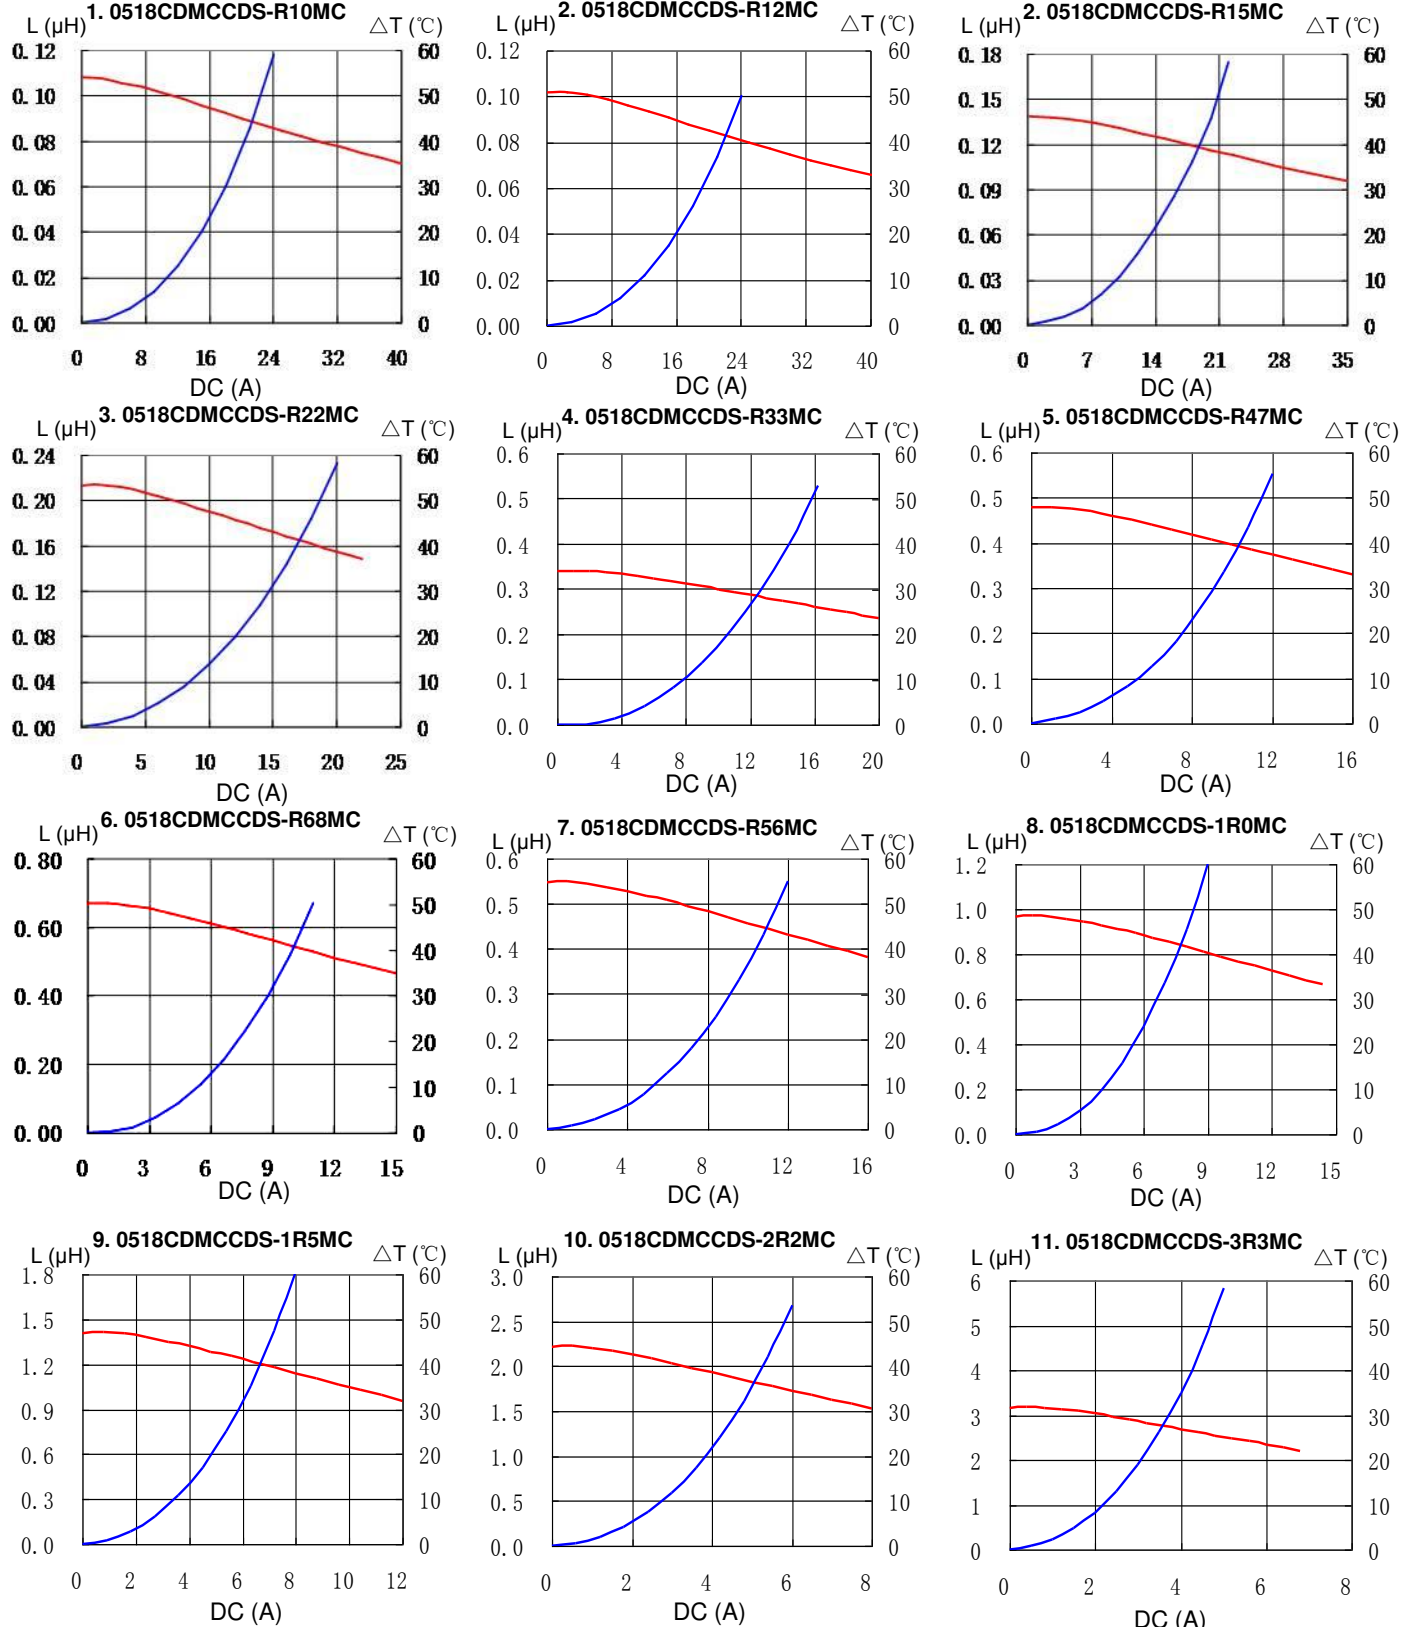 1. 0518CDMCCDS-R10MC
L (µH) △T (℃)
0.12 60
0.10 50
0.08 40
0.06 30
0.04 20
0.02 10
0.00 0
0 8 16 24 32 40
DC (A)
2. 0518CDMCCDS-R12MC
L (µH) △T (℃)
0.12 60
0.10 50
0.08 40
0.06 30
0.04 20
0.02 10
0.00 0
0 8 16 24 32 40
DC (A)
2. 0518CDMCCDS-R15MC
L (µH) △T (℃)
0.18 60
0.15 50
0.12 40
0.09 30
0.06 20
0.03 10
0.00 0
0 7 14 21 28 35
DC (A)
3. 0518CDMCCDS-R22MC
L (µH) △T (℃)
0.24 60
0.20 50
0.16 40
0.12 30
0.08 20
0.04 10
0.00 0
0 5 10 15 20 25
DC (A)
4. 0518CDMCCDS-R33MC
L (µH) △T (℃)
0.6 60
0.5 50
0.4 40
0.3 30
0.2 20
0.1 10
0.0 0
0 4 8 12 16 20
DC (A)
5. 0518CDMCCDS-R47MC
L (µH) △T (℃)
0.6 60
0.5 50
0.4 40
0.3 30
0.2 20
0.1 10
0.0 0
0 4 8 12 16
DC (A)
6. 0518CDMCCDS-R68MC
L (µH) △T (℃)
0.80 60
50
0.60 40
0.40 30
20
0.20 10
0.00 0
0 3 6 9 12 15
DC (A)
7. 0518CDMCCDS-R56MC
L (µH) △T (℃)
0.6 60
0.5 50
0.4 40
0.3 30
0.2 20
0.1 10
0.0 0
0 4 8 12 16
DC (A)
8. 0518CDMCCDS-1R0MC
L (µH) △T (℃)
1.2 60
1.0 50
0.8 40
0.6 30
0.4 20
0.2 10
0.0 0
0 3 6 9 12 15
DC (A)
9. 0518CDMCCDS-1R5MC
L (µH) △T (℃)
1.8 60
1.5 50
1.2 40
0.9 30
0.6 20
0.3 10
0.0 0
0 2 4 6 8 10 12
DC (A)
10. 0518CDMCCDS-2R2MC
L (µH) △T (℃)
3.0 60
2.5 50
2.0 40
1.5 30
1.0 20
0.5 10
0.0 0
0 2 4 6 8
DC (A)
11. 0518CDMCCDS-3R3MC
L (µH) △T (℃)
6 60
5 50
4 40
3 30
2 20
1 10
0 0
0 2 4 6 8
DC (A)